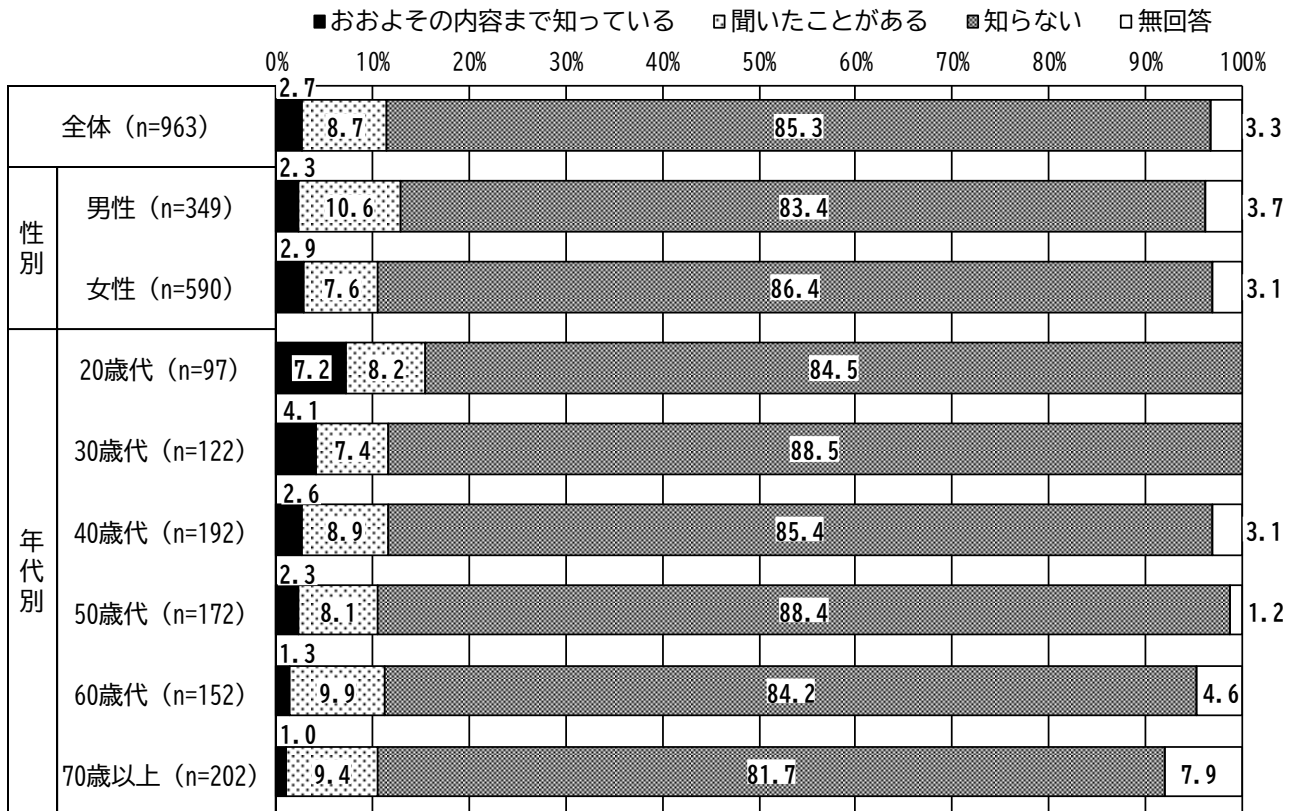 ■おおよその内容まで知っている □聞いたことがある ■知らない □無回答
0% 10% 20% 30% 40% 50% 60% 70% 80% 90% 100%
全体（n=963） 2.7 8.7 85.3 3.3
性別
男性（n=349） 2.3 10.6 83.4 3.7
女性（n=590） 2.9 7.6 86.4 3.1
年代別
20歳代（n=97） 7.2 8.2 84.5
30歳代（n=122） 4.1 7.4 88.5
40歳代（n=192） 2.6 8.9 85.4 3.1
50歳代（n=172） 2.3 8.1 88.4 1.2
60歳代（n=152） 1.3 9.9 84.2 4.6
70歳以上（n=202） 1.0 9.4 81.7 7.9